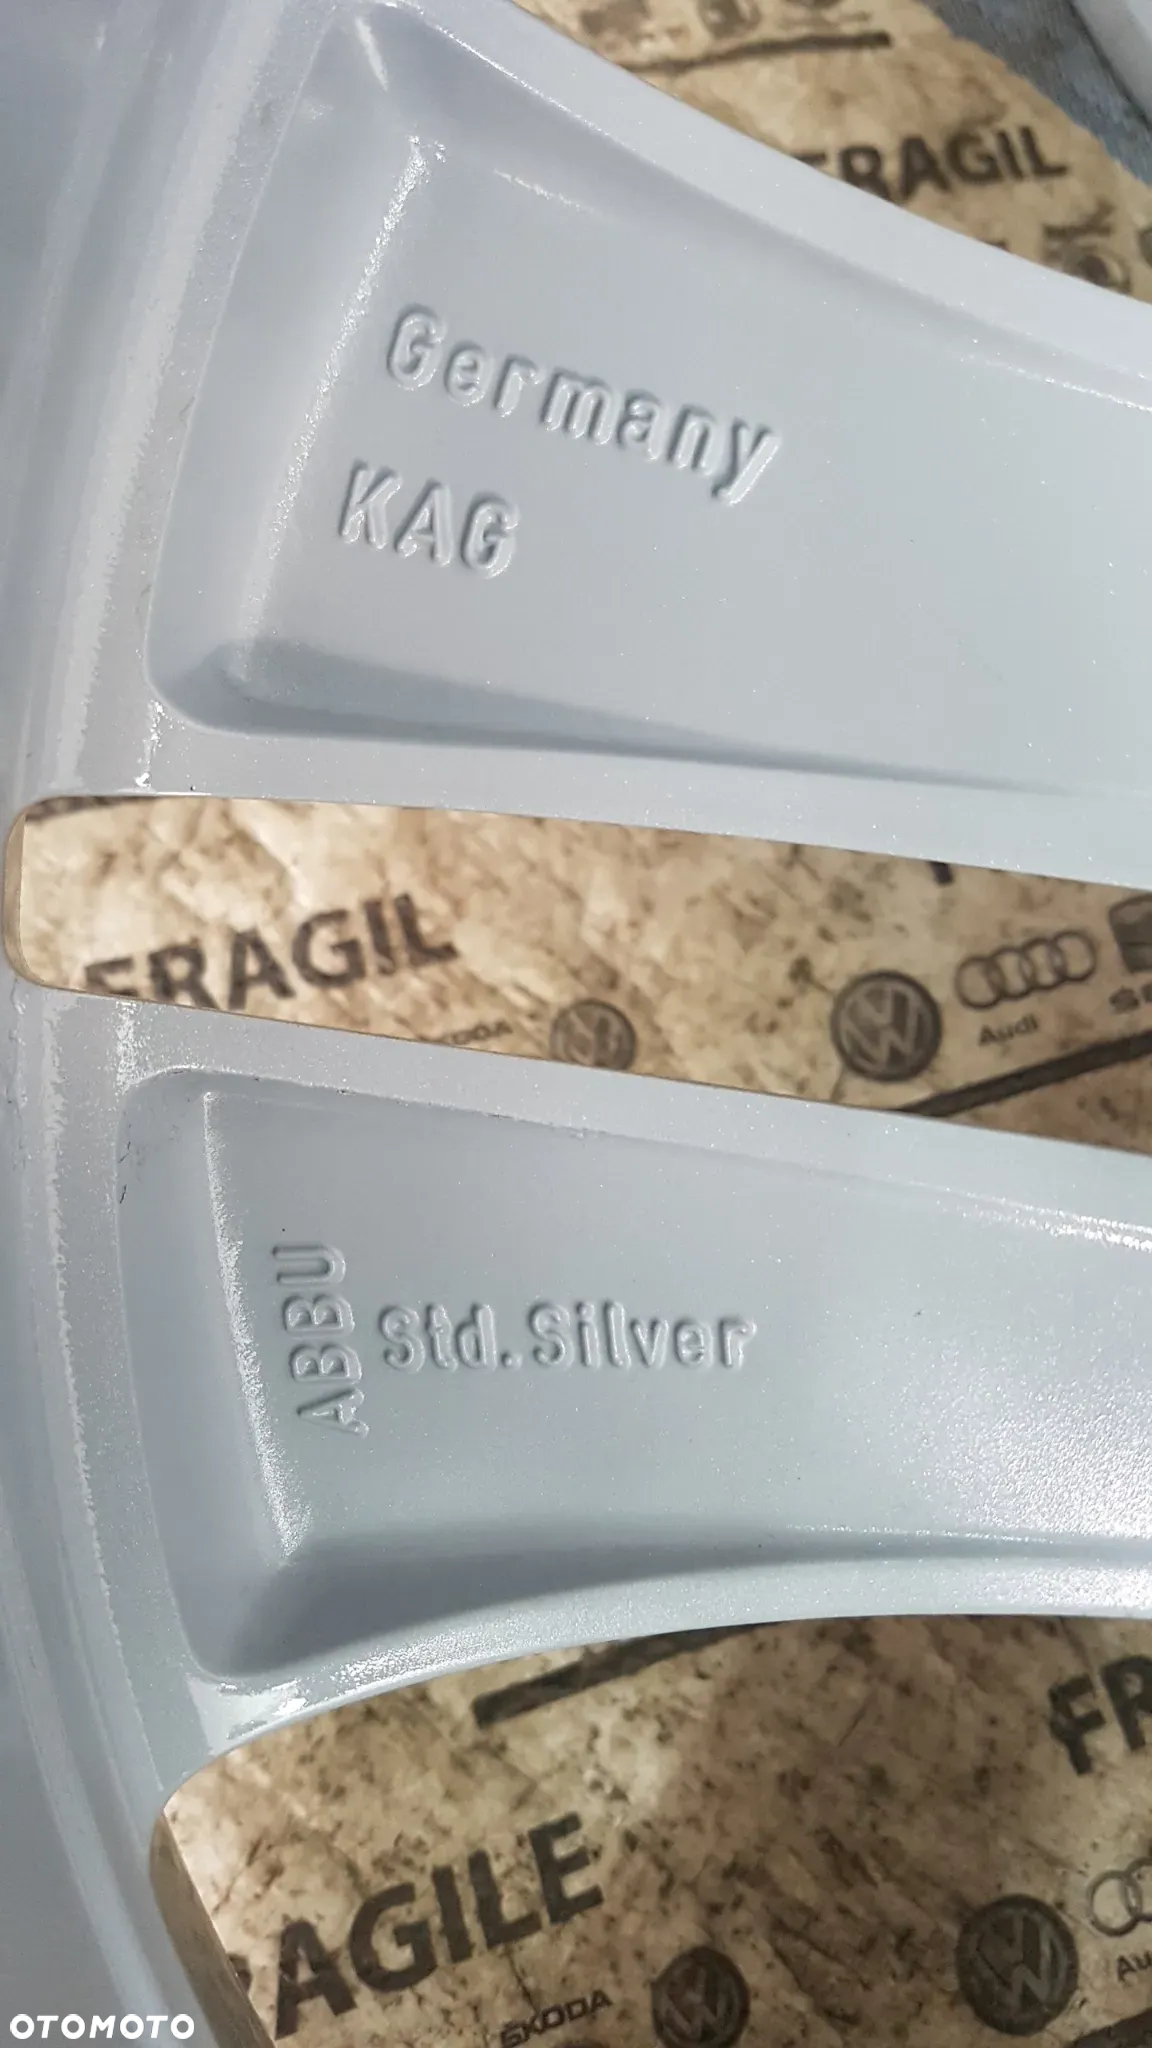 FRAGIL
Germany
KAG
FRAGIL
ŠKODA
Audi
ABBU
Std. Silver
FRAGILE
ŠKODA
OTOMOTO